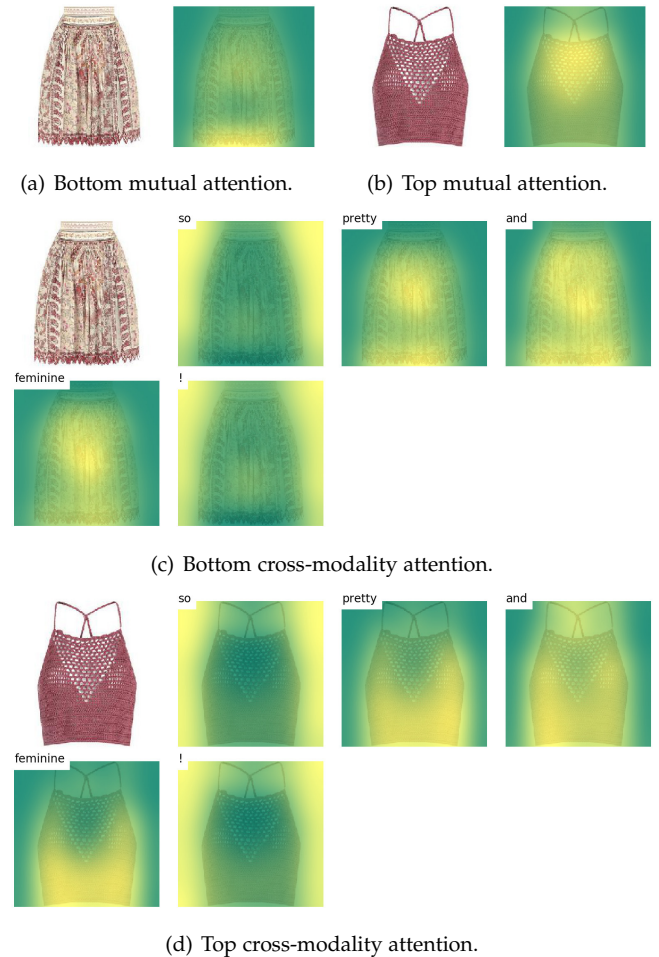 (a) Bottom mutual attention.
(b) Top mutual attention.
so
pretty
and
feminine
!
(c) Bottom cross-modality attention.
so
pretty
and
feminine
!
(d) Top cross-modality attention.